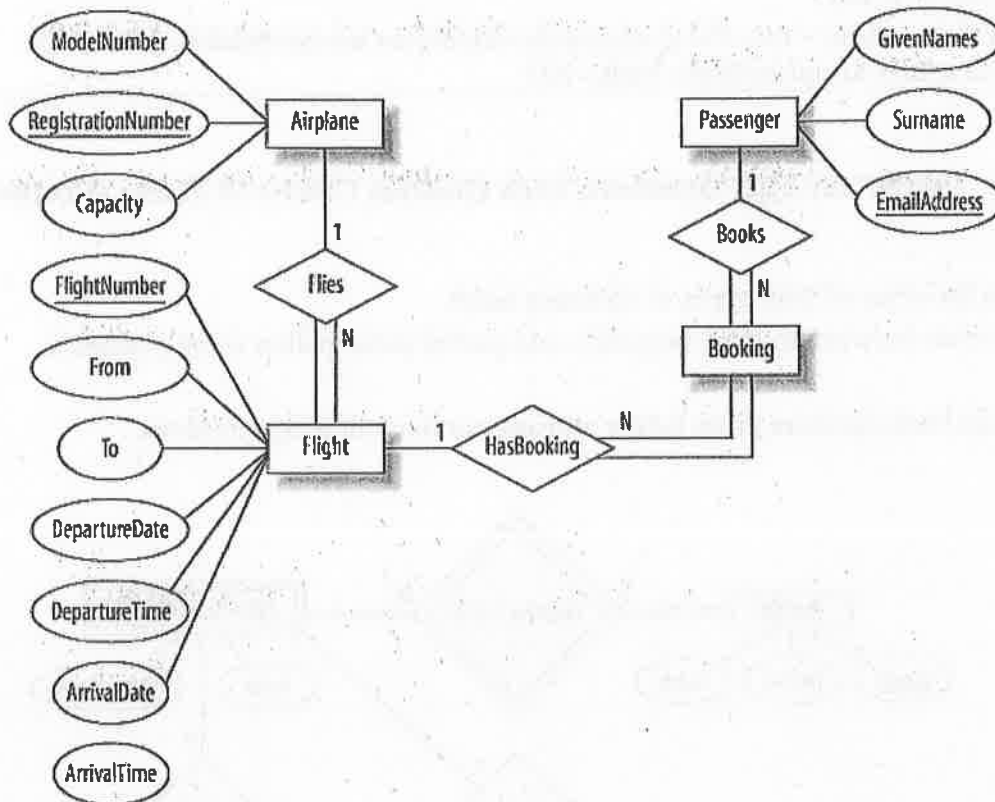 ModelNumber
GivenNames
RegistrationNumber
Airplane
Passenger
Surname
Capacity
EmailAddress
1
1
Books
FlightNumber
Flies
N
N
Booking
From
To
Flight
1
HasBooking
N
DepartureDate
DepartureTime
ArrivalDate
ArrivalTime